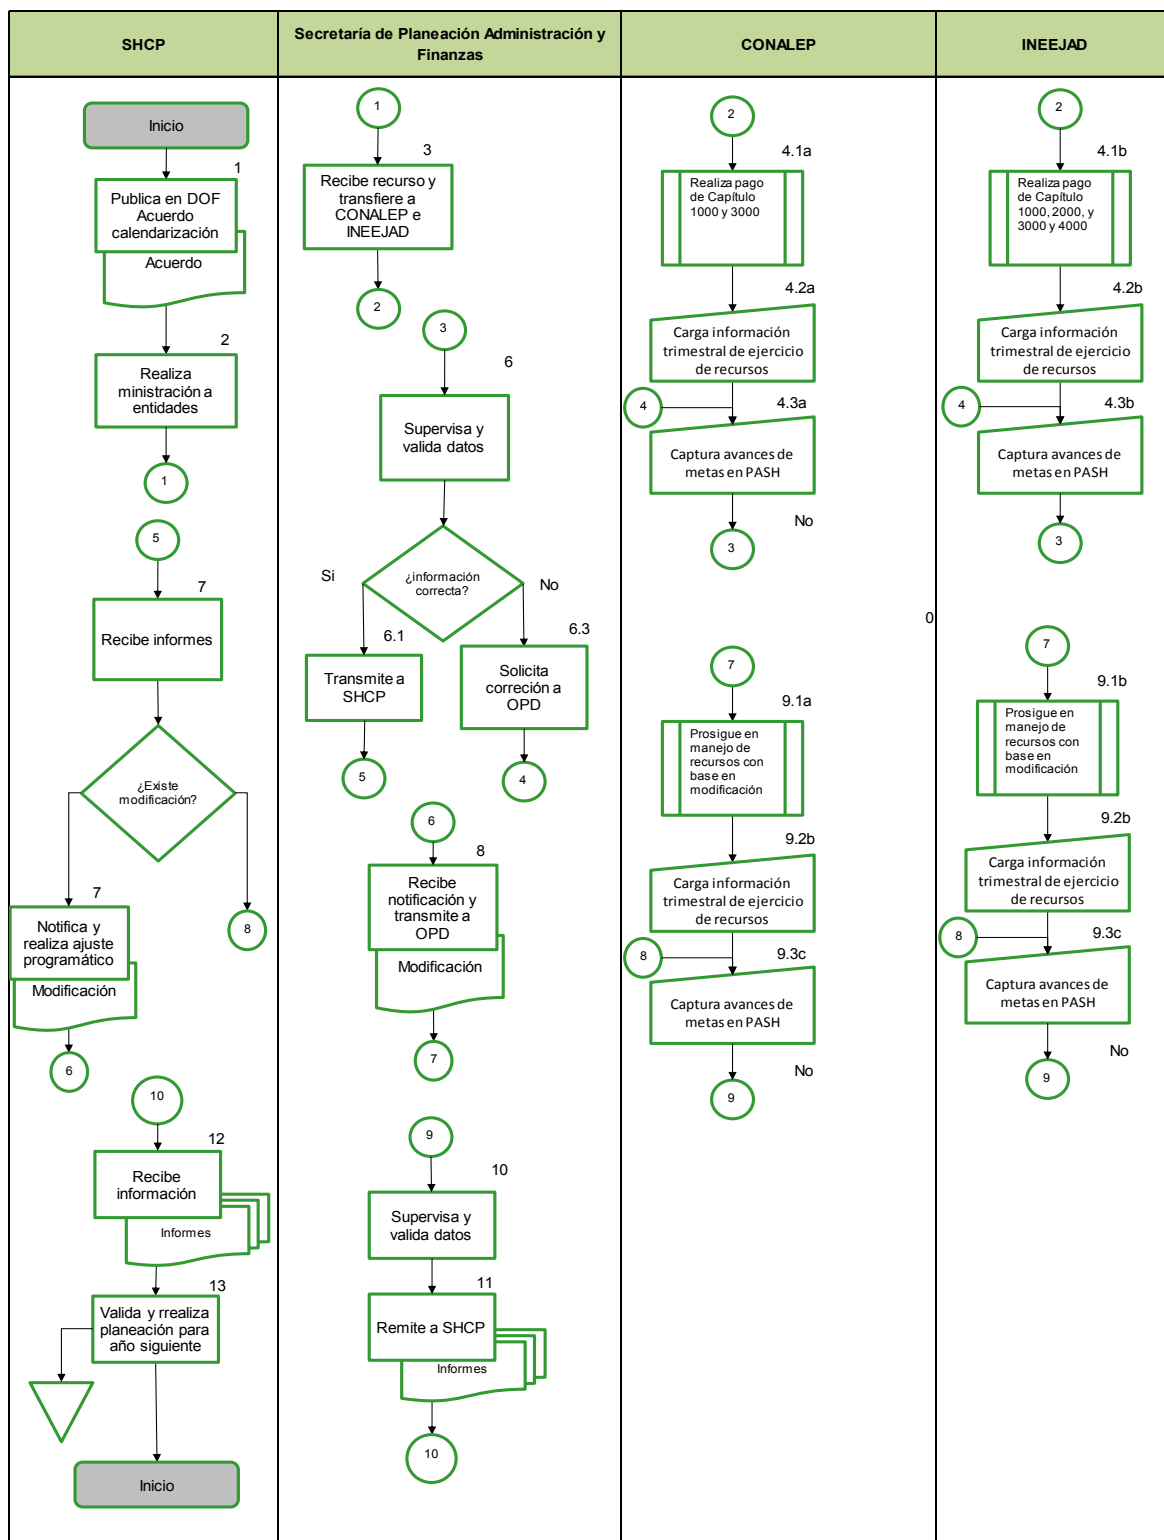 SHCP
Secretaría de Planeación Administración y
Finanzas
CONALEP
INEEJAD
Inicio
1
Publica en DOF
Acuerdo
calendarización
Acuerdo
2
Realiza
ministración a
entidades
1
5
7
Recibe informes
¿Existe
modificación?
7
Notifica y
realiza ajuste
programático
Modificación
8
6
10
12
Recibe
información
Informes
13
Valida y rrealiza
planeación para
año siguiente
Inicio
1
3
Recibe recurso y
transfiere a
CONALEP e
INEEJAD
2
3
6
Supervisa y
valida datos
¿información
correcta?
Si
No
6.1
Transmite a
SHCP
5
6.3
Solicita
correción a
OPD
4
6
8
Recibe
notificación y
transmite a
OPD
Modificación
7
9
10
Supervisa y
valida datos
11
Remite a SHCP
Informes
10
2
4.1a
Realiza pago
de Capítulo
1000 y 3000
4.2a
Carga información
trimestral de ejercicio
de recursos
4
4.3a
Captura avances de
metas en PASH
No
3
0
7
9.1a
Prosigue en
manejo de
recursos con
base en
modificación
9.2b
Carga información
trimestral de ejercicio
de recursos
8
9.3c
Captura avances de
metas en PASH
No
9
2
4.1b
Realiza pago
de Capítulo
1000, 2000, y
3000 y 4000
4.2b
Carga información
trimestral de ejercicio
de recursos
4
4.3b
Captura avances de
metas en PASH
3
7
9.1b
Prosigue en
manejo de
recursos con
base en
modificación
9.2b
Carga información
trimestral de ejercicio
de recursos
8
9.3c
Captura avances de
metas en PASH
No
9